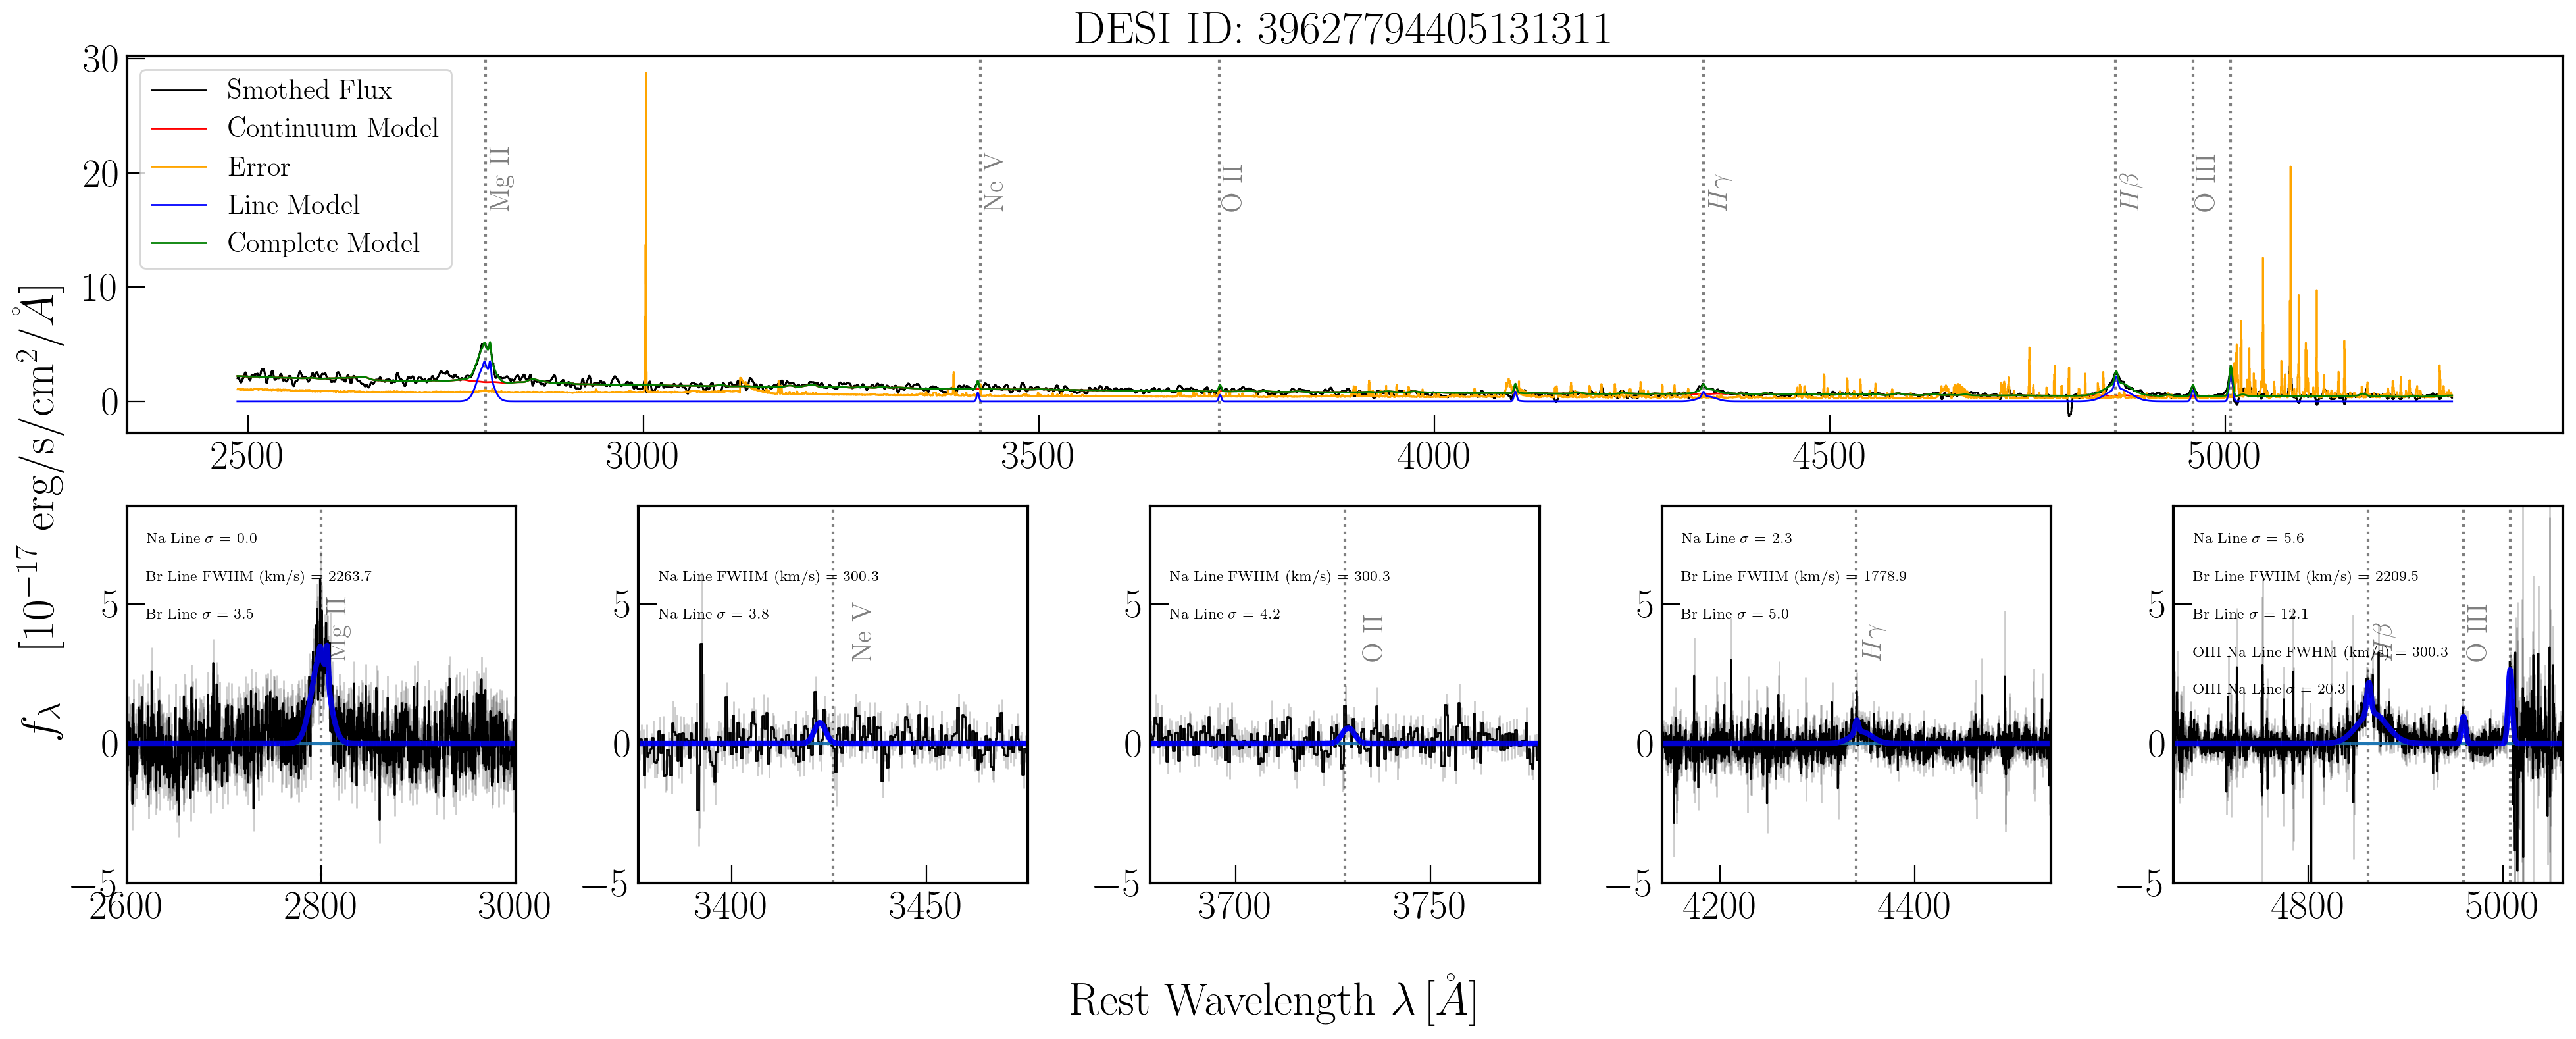 DESI ID: 39627794405131311
30
20
10
0
Smothed Flux
Continuum Model
Error
Line Model
Complete Model
Mg II
Ne V
O II
Hγ
Hβ
O III
2500 3000 3500 4000 4500 5000
f_λ [10^{-17} erg/s/cm^2/Å]
Na Line σ = 0.0
Br Line FWHM (km/s) = 2263.7
Br Line σ = 3.5
Mg II
5
0
−5
2600 2800 3000
Na Line FWHM (km/s) = 300.3
Na Line σ = 3.8
Ne V
5
0
−5
3400 3450
Na Line FWHM (km/s) = 300.3
Na Line σ = 4.2
O II
5
0
−5
3700 3750
Na Line σ = 2.3
Br Line FWHM (km/s) = 1778.9
Br Line σ = 5.0
Hγ
5
0
−5
4200 4400
Na Line σ = 5.6
Br Line FWHM (km/s) = 2209.5
Br Line σ = 12.1
OIII Na Line FWHM (km/s) = 300.3
OIII Na Line σ = 20.3
Hβ
O III
5
0
−5
4800 5000
Rest Wavelength λ [Å]